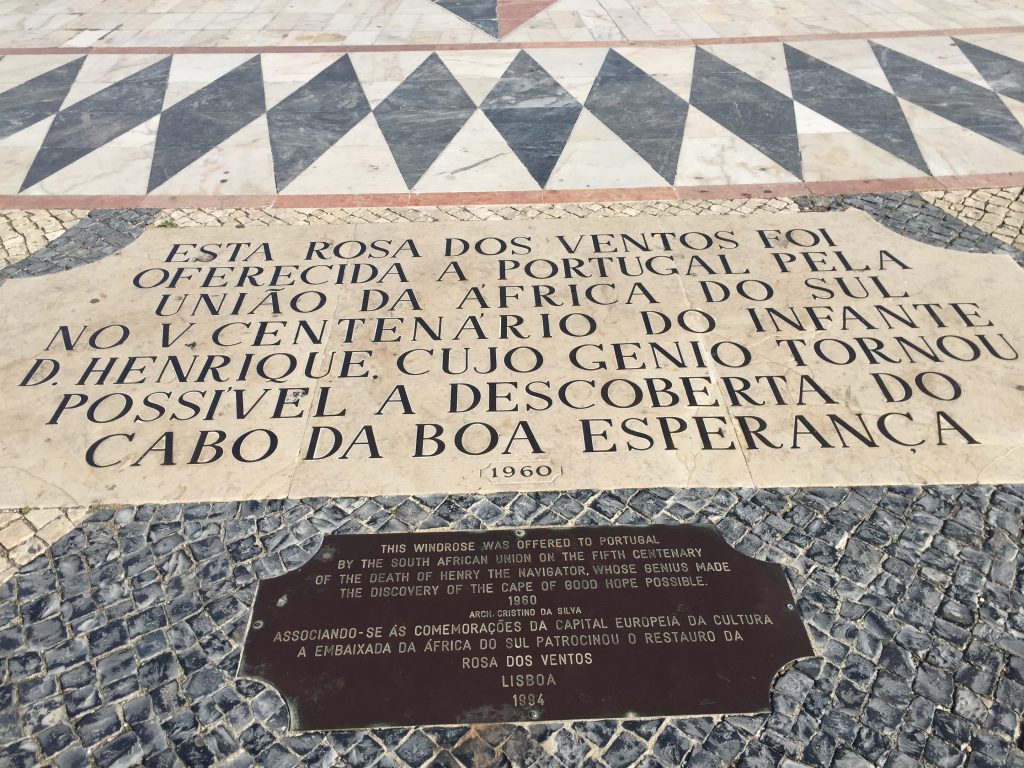 ESTA ROSA DOS VENTOS FOI
OFERECIDA A PORTUGAL PELA
UNIÃO DA ÁFRICA DO SUL
NO V. CENTENÁRIO DO INFANTE
D. HENRIQUE, CUJO GENIO TORNOU
POSSÍVEL A DESCOBERTA DO
CABO DA BOA ESPERANÇA
1960
THIS WINDROSE WAS OFFERED TO PORTUGAL
BY THE SOUTH AFRICAN UNION ON THE FIFTH CENTENARY
OF THE DEATH OF HENRY THE NAVIGATOR, WHOSE GENIUS MADE
THE DISCOVERY OF THE CAPE OF GOOD HOPE POSSIBLE.
1960
ARCH. CRISTINO DA SILVA
ASSOCIANDO-SE ÁS COMEMORAÇÕES DA CAPITAL EUROPEIA DA CULTURA
A EMBAIXADA DA ÁFRICA DO SUL PATROCINOU O RESTAURO DA
ROSA DOS VENTOS
LISBOA
1994